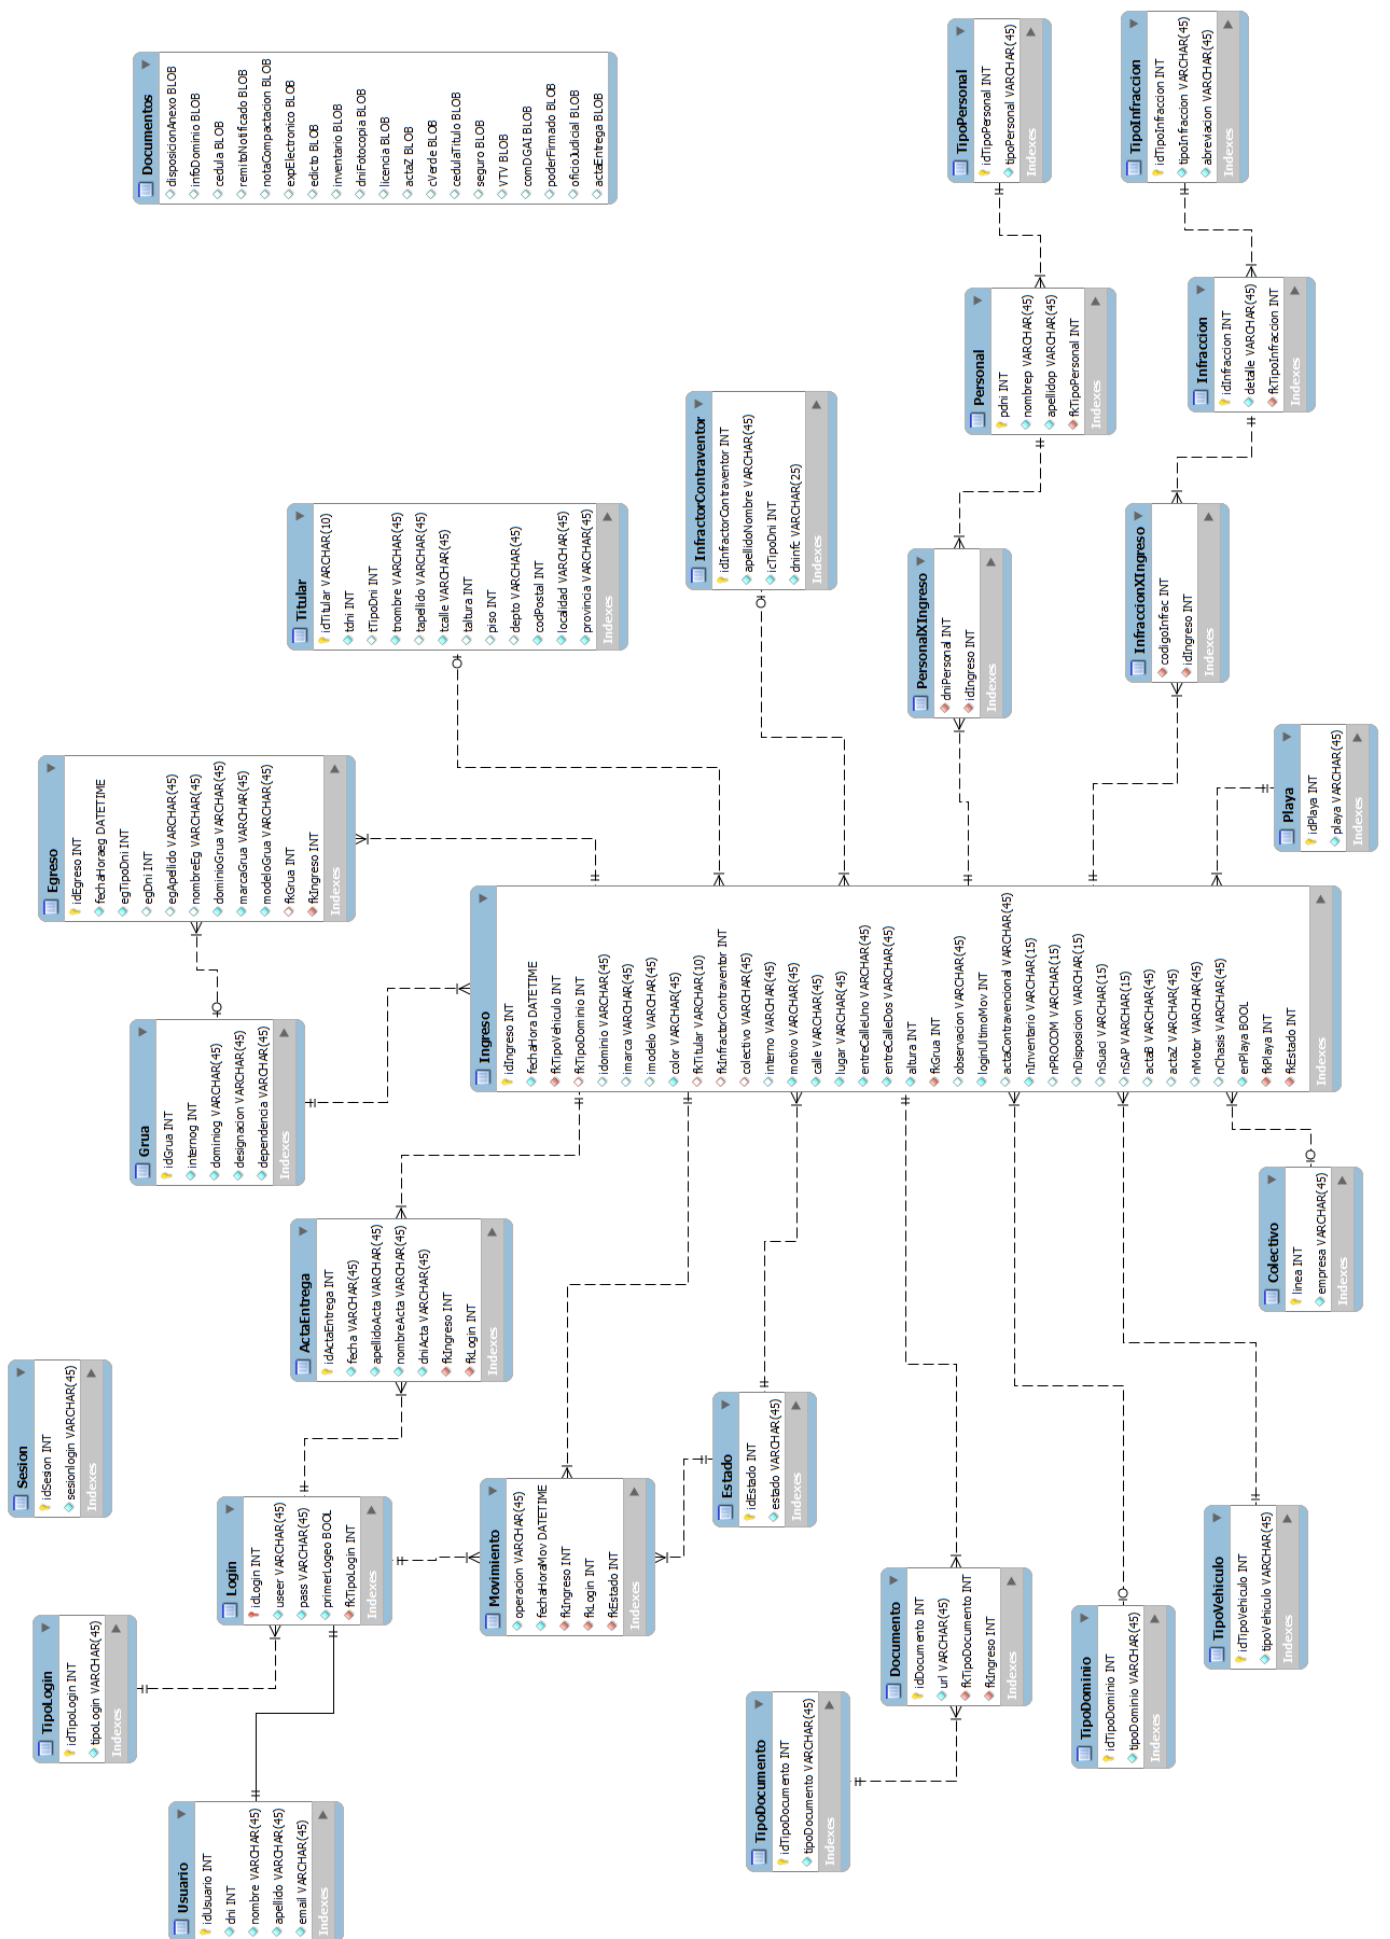 Usuario
idUsuario INT
dni INT
nombre VARCHAR(45)
apellido VARCHAR(45)
email VARCHAR(45)
Indexes
TipoLogin
idTipoLogin INT
tipoLogin VARCHAR(45)
Indexes
Sesion
idSesion INT
sesionlogin VARCHAR(45)
Indexes
Login
idLogin INT
useer VARCHAR(45)
pass VARCHAR(45)
primerLogeo BOOL
fkTipoLogin INT
Indexes
ActaEntrega
idActaEntrega INT
fecha VARCHAR(45)
apellidoActa VARCHAR(45)
nombreActa VARCHAR(45)
dniActa VARCHAR(45)
fkIngreso INT
fkLogin INT
Indexes
Grua
idGrua INT
internog INT
dominiog VARCHAR(45)
designacion VARCHAR(45)
dependencia VARCHAR(45)
Indexes
Egreso
idEgreso INT
fechaHoraeg DATETIME
egTipoDni INT
egDni INT
egApellido VARCHAR(45)
nombreEg VARCHAR(45)
dominioGrua VARCHAR(45)
marcaGrua VARCHAR(45)
modeloGrua VARCHAR(45)
fkGrua INT
fkIngreso INT
Indexes
Titular
idTitular VARCHAR(10)
tdni INT
tTipoDni INT
tnombre VARCHAR(45)
tapellido VARCHAR(45)
tcalle VARCHAR(45)
taltura INT
piso INT
depto VARCHAR(45)
codPostal INT
localidad VARCHAR(45)
provincia VARCHAR(45)
Indexes
Documentos
disposicionAnexo BLOB
infoDominio BLOB
cedula BLOB
remitoNotificado BLOB
notaCompactacion BLOB
expElectronico BLOB
edicto BLOB
inventario BLOB
dniFotocopia BLOB
licencia BLOB
actaZ BLOB
cVerde BLOB
cedulaTitulo BLOB
seguro BLOB
VTV BLOB
comDGAI BLOB
poderFirmado BLOB
oficioJudicial BLOB
actaEntrega BLOB
Movimiento
operacion VARCHAR(45)
fechaHoraMov DATETIME
fkIngreso INT
fkLogin INT
fkEstado INT
Indexes
Estado
idEstado INT
estado VARCHAR(45)
Indexes
Ingreso
idIngreso INT
fechaHora DATETIME
fkTipoVehiculo INT
fkTipoDominio INT
idominio VARCHAR(45)
imarca VARCHAR(45)
imodelo VARCHAR(45)
color VARCHAR(45)
fkTitular VARCHAR(10)
fkInfractorContraventor INT
colectivo VARCHAR(45)
interno VARCHAR(45)
motivo VARCHAR(45)
calle VARCHAR(45)
lugar VARCHAR(45)
entreCalleUno VARCHAR(45)
entreCalleDos VARCHAR(45)
altura INT
fkGrua INT
observacion VARCHAR(45)
loginUltmoMov INT
actaContravencional VARCHAR(45)
nInventario VARCHAR(15)
nPROCOM VARCHAR(15)
nDisposicion VARCHAR(15)
nSuaci VARCHAR(15)
nSAP VARCHAR(15)
actaB VARCHAR(45)
actaZ VARCHAR(45)
nMotor VARCHAR(45)
nChasis VARCHAR(45)
enPlaya BOOL
fkPlaya INT
fkEstado INT
Indexes
InfractorContraventor
idInfractorContraventor INT
apellidoNombre VARCHAR(45)
icTipoDni INT
dniinfc VARCHAR(25)
Indexes
TipoDocumento
idTipoDocumento INT
tipoDocumento VARCHAR(45)
Indexes
Documento
idDocumento INT
url VARCHAR(45)
fkTipoDocumento INT
fkIngreso INT
Indexes
PersonalXIngreso
dniPersonal INT
idIngreso INT
Indexes
Personal
pdni INT
nombrep VARCHAR(45)
apellidop VARCHAR(45)
fkTipoPersonal INT
Indexes
TipoPersonal
idTipoPersonal INT
tipoPersonal VARCHAR(45)
Indexes
TipoDominio
idTipoDominio INT
tipoDominio VARCHAR(45)
Indexes
TipoVehiculo
idTipoVehiculo INT
tipoVehiculo VARCHAR(45)
Indexes
Colectivo
linea INT
empresa VARCHAR(45)
Indexes
Playa
idPlaya INT
playa VARCHAR(45)
Indexes
InfraccionXIngreso
codigoInfrac INT
idIngreso INT
Indexes
Infraccion
idInfraccion INT
detalle VARCHAR(45)
fkTipoInfraccion INT
Indexes
TipoInfraccion
idTipoInfraccion INT
tipoInfraccion VARCHAR(45)
abreviacion VARCHAR(45)
Indexes